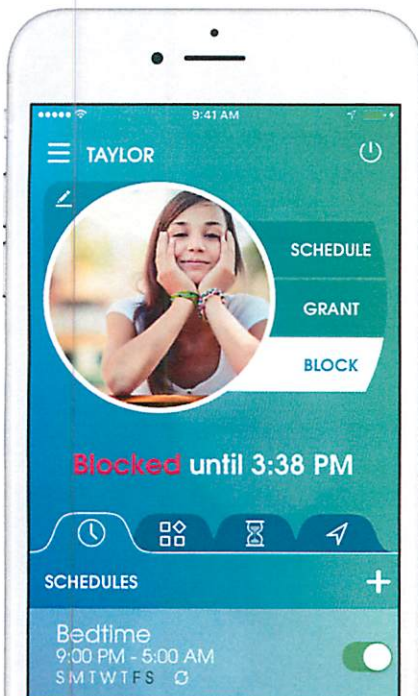 9:41 AM
TAYLOR
SCHEDULE
GRANT
BLOCK
Blocked until 3:38 PM
SCHEDULES
Bedtime
9:00 PM - 5:00 AM
S M T W T F S